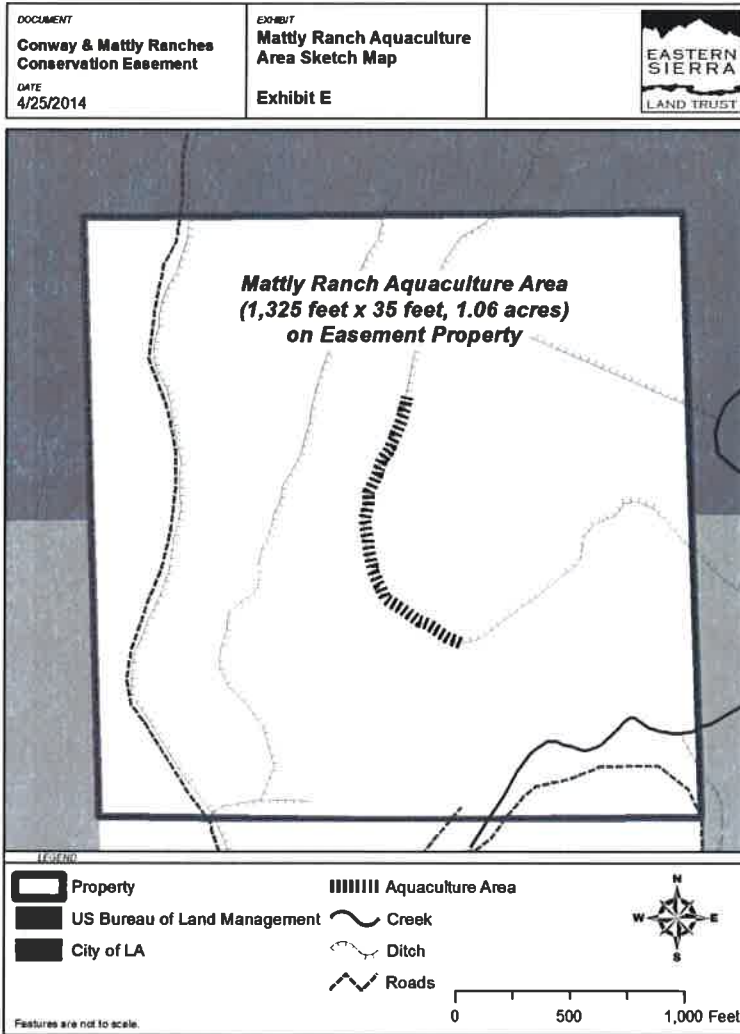 DOCUMENT
Conway & Mattly Ranches
Conservation Easement
DATE
4/25/2014
EXHIBIT
Mattly Ranch Aquaculture
Area Sketch Map
Exhibit E
EASTERN
SIERRA
LAND TRUST
Mattly Ranch Aquaculture Area
(1,325 feet x 35 feet, 1.06 acres)
on Easement Property
LEGEND
Property
US Bureau of Land Management
City of LA
Aquaculture Area
Creek
Ditch
Roads
N
W E
S
0 500 1,000 Feet
Features are not to scale.